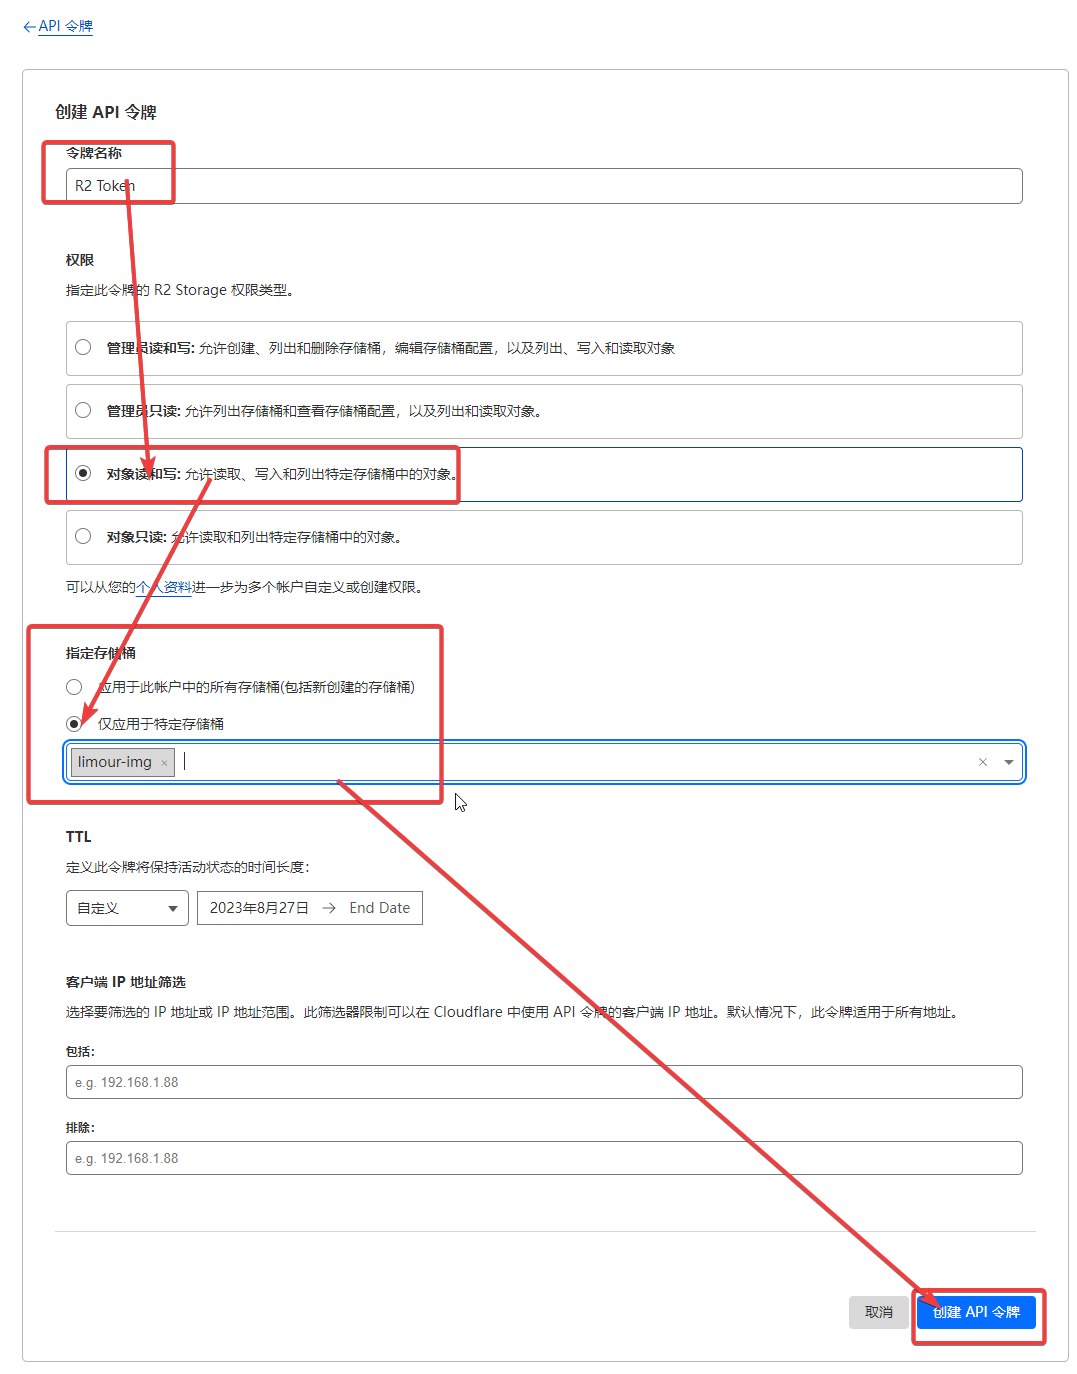 ←API 令牌
创建 API 令牌
令牌名称
R2 Token
权限
指定此令牌的 R2 Storage 权限类型。
管理员读和写: 允许创建、列出和删除存储桶，编辑存储桶配置，以及列出、写入和读取对象
管理员只读: 允许列出存储桶和查看存储桶配置，以及列出和读取对象。
对象读和写: 允许读取、写入和列出特定存储桶中的对象。
对象只读: 允许读取和列出特定存储桶中的对象。
可以从您的个人资料进一步为多个帐户自定义或创建权限。
指定存储桶
应用于此帐户中的所有存储桶(包括新创建的存储桶)
仅应用于特定存储桶
limour-img ×
TTL
定义此令牌将保持活动状态的时间长度：
自定义 2023年8月27日 → End Date
客户端 IP 地址筛选
选择要筛选的 IP 地址或 IP 地址范围。此筛选器限制可以在 Cloudflare 中使用 API 令牌的客户端 IP 地址。默认情况下，此令牌适用于所有地址。
包括：
e.g. 192.168.1.88
排除：
e.g. 192.168.1.88
取消 创建 API 令牌